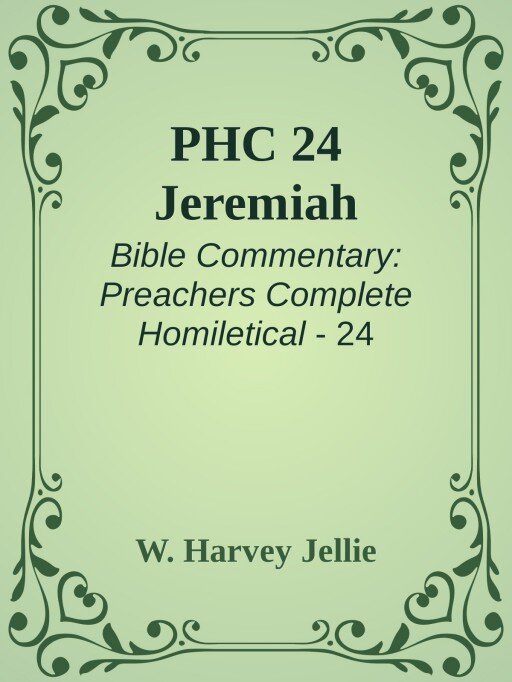 PHC 24
Jeremiah
Bible Commentary:
Preachers Complete
Homiletical - 24
W. Harvey Jellie